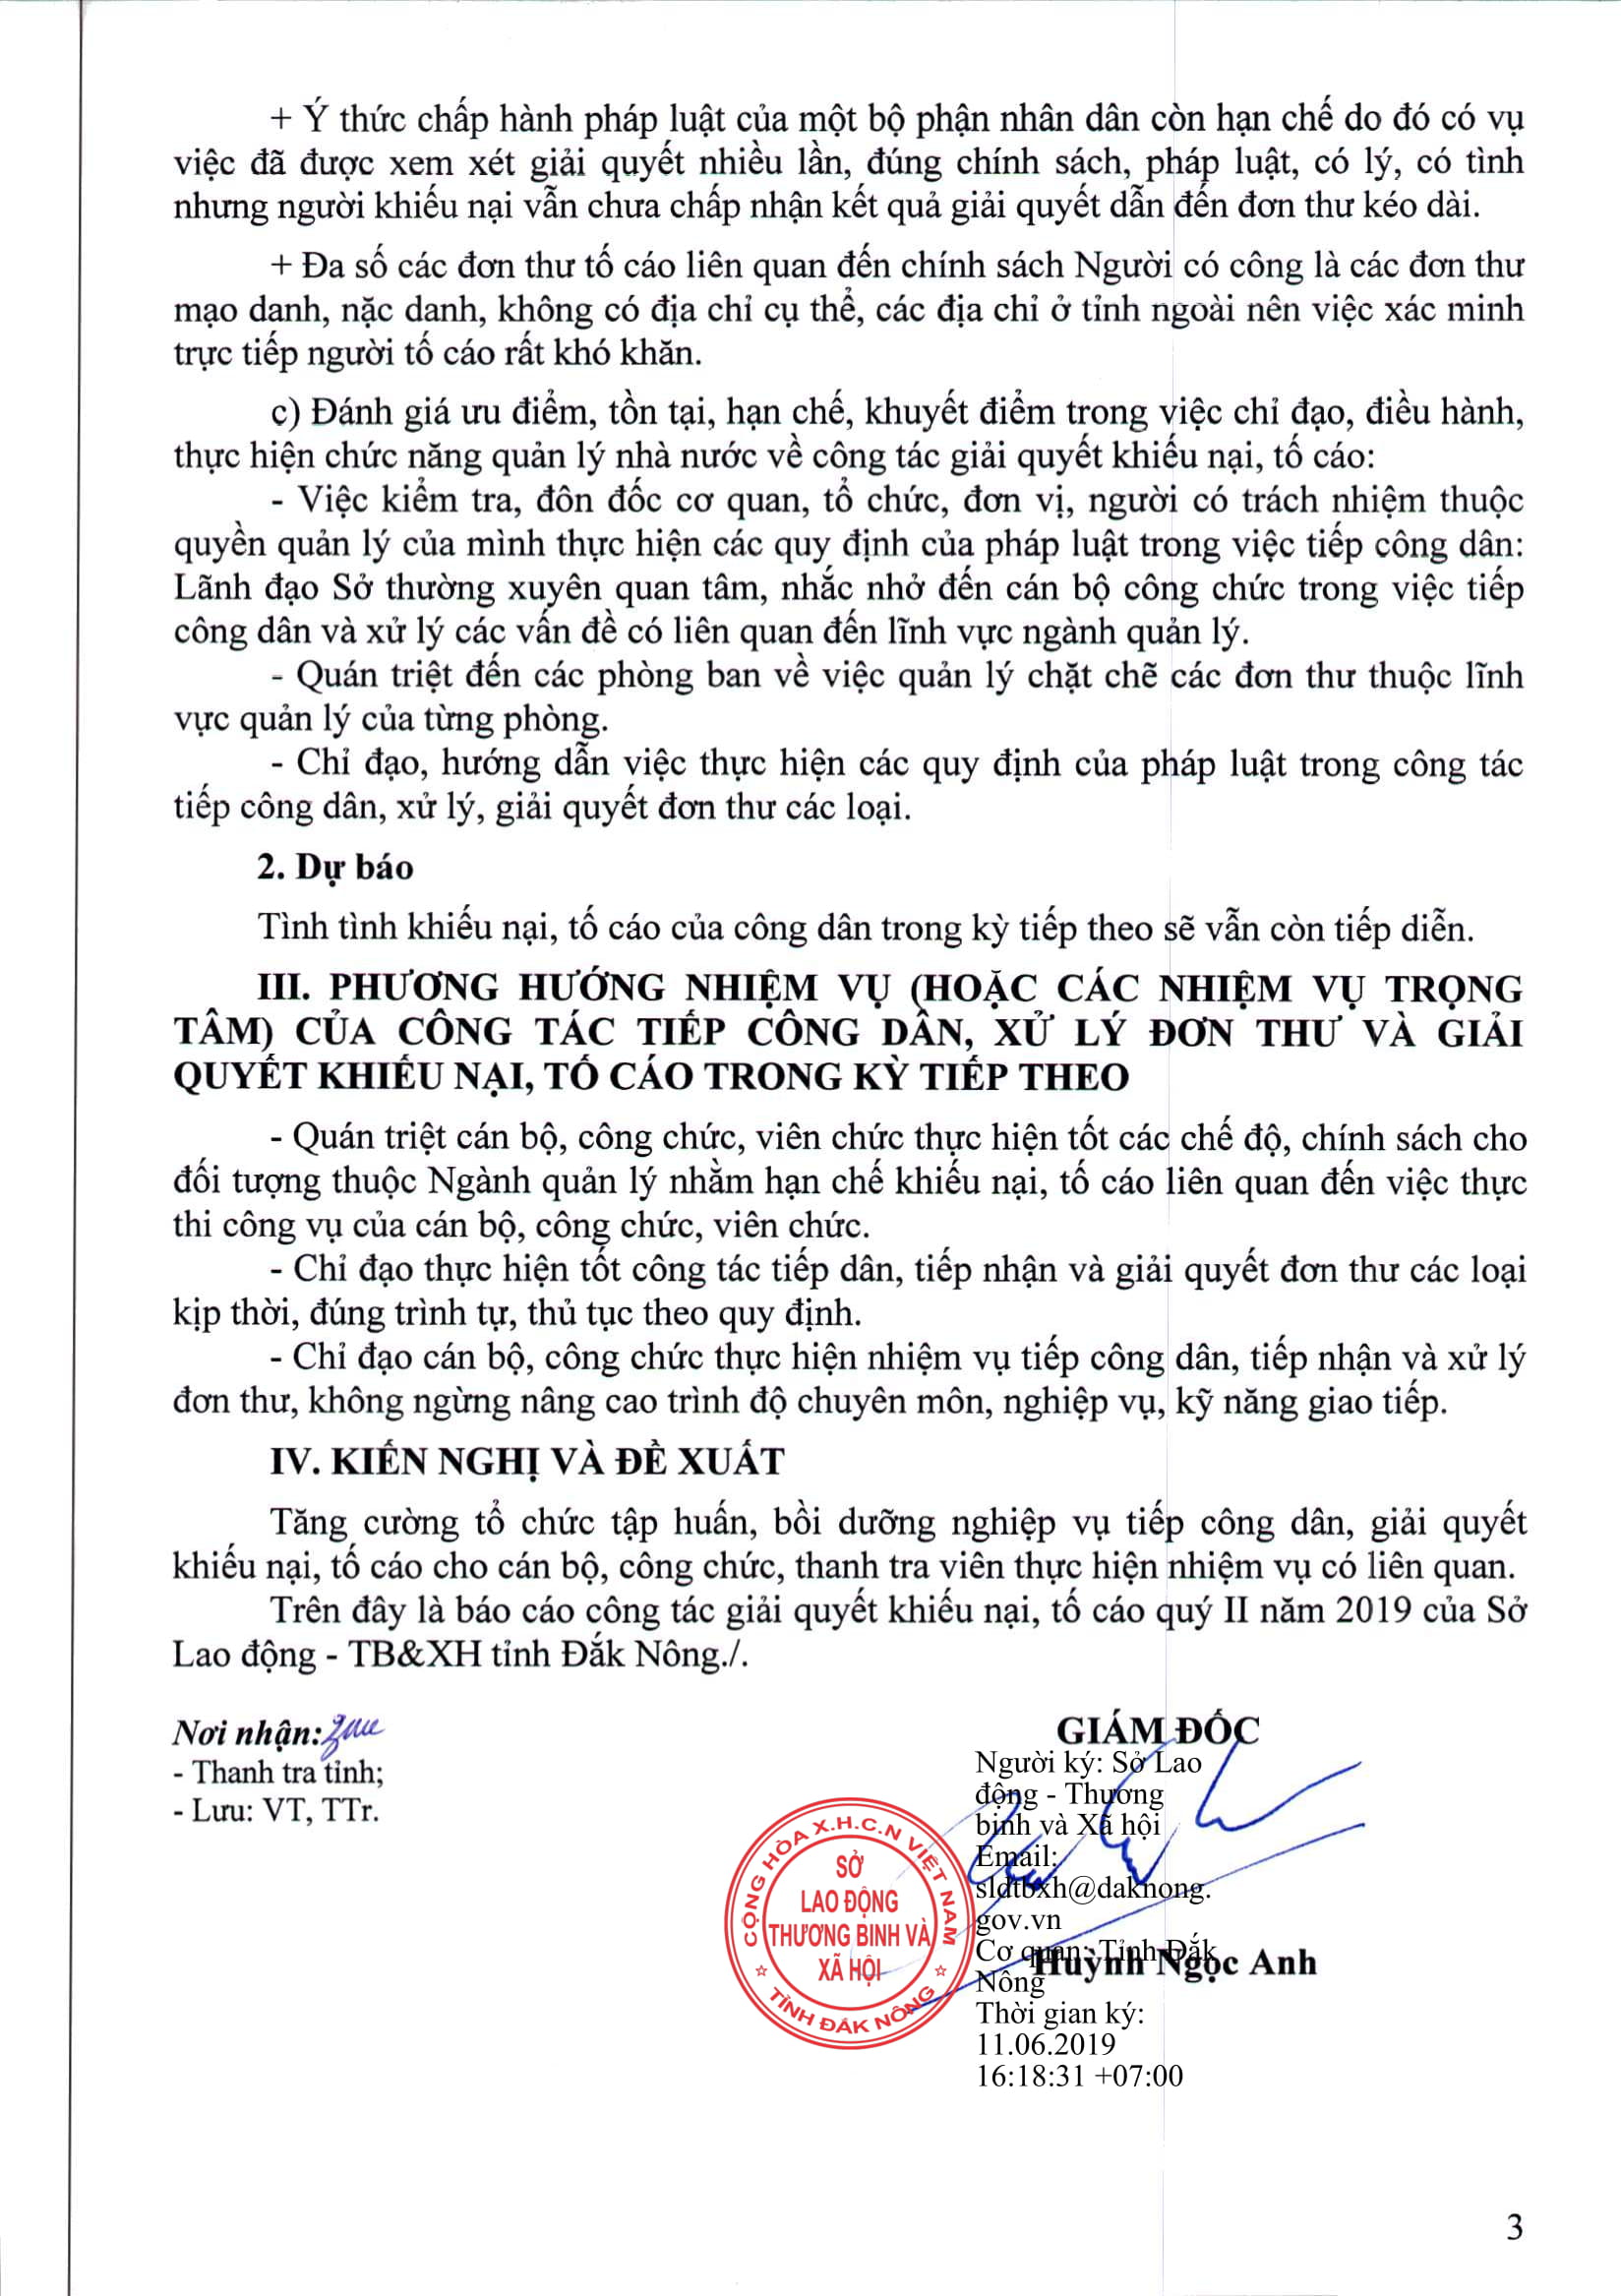 + Ý thức chấp hành pháp luật của một bộ phận nhân dân còn hạn chế do đó có vụ
việc đã được xem xét giải quyết nhiều lần, đúng chính sách, pháp luật, có lý, có tình
nhưng người khiếu nại vẫn chưa chấp nhận kết quả giải quyết dẫn đến đơn thư kéo dài.
+ Đa số các đơn thư tố cáo liên quan đến chính sách Người có công là các đơn thư
mạo danh, nặc danh, không có địa chỉ cụ thể, các địa chỉ ở tỉnh ngoài nên việc xác minh
trực tiếp người tố cáo rất khó khăn.
c) Đánh giá ưu điểm, tồn tại, hạn chế, khuyết điểm trong việc chỉ đạo, điều hành,
thực hiện chức năng quản lý nhà nước về công tác giải quyết khiếu nại, tố cáo:
- Việc kiểm tra, đôn đốc cơ quan, tổ chức, đơn vị, người có trách nhiệm thuộc
quyền quản lý của mình thực hiện các quy định của pháp luật trong việc tiếp công dân:
Lãnh đạo Sở thường xuyên quan tâm, nhắc nhở đến cán bộ công chức trong việc tiếp
công dân và xử lý các vấn đề có liên quan đến lĩnh vực ngành quản lý.
- Quán triệt đến các phòng ban về việc quản lý chặt chẽ các đơn thư thuộc lĩnh
vực quản lý của từng phòng.
- Chỉ đạo, hướng dẫn việc thực hiện các quy định của pháp luật trong công tác
tiếp công dân, xử lý, giải quyết đơn thư các loại.
2. Dự báo
Tình tình khiếu nại, tố cáo của công dân trong kỳ tiếp theo sẽ vẫn còn tiếp diễn.
III. PHƯƠNG HƯỚNG NHIỆM VỤ (HOẶC CÁC NHIỆM VỤ TRỌNG
TÂM) CỦA CÔNG TÁC TIẾP CÔNG DÂN, XỬ LÝ ĐƠN THƯ VÀ GIẢI
QUYẾT KHIẾU NẠI, TỐ CÁO TRONG KỲ TIẾP THEO
- Quán triệt cán bộ, công chức, viên chức thực hiện tốt các chế độ, chính sách cho
đối tượng thuộc Ngành quản lý nhằm hạn chế khiếu nại, tố cáo liên quan đến việc thực
thi công vụ của cán bộ, công chức, viên chức.
- Chỉ đạo thực hiện tốt công tác tiếp dân, tiếp nhận và giải quyết đơn thư các loại
kịp thời, đúng trình tự, thủ tục theo quy định.
- Chỉ đạo cán bộ, công chức thực hiện nhiệm vụ tiếp công dân, tiếp nhận và xử lý
đơn thư, không ngừng nâng cao trình độ chuyên môn, nghiệp vụ, kỹ năng giao tiếp.
IV. KIẾN NGHỊ VÀ ĐỀ XUẤT
Tăng cường tổ chức tập huấn, bồi dưỡng nghiệp vụ tiếp công dân, giải quyết
khiếu nại, tố cáo cho cán bộ, công chức, thanh tra viên thực hiện nhiệm vụ có liên quan.
Trên đây là báo cáo công tác giải quyết khiếu nại, tố cáo quý II năm 2019 của Sở
Lao động - TB&XH tỉnh Đắk Nông./.
Nơi nhận:
- Thanh tra tỉnh;
- Lưu: VT, TTr.
GIÁM ĐỐC
Người ký: Sở Lao
động - Thương
binh và Xã hội
Email:
sldtbxh@daknong.
gov.vn
Cơ quan: Tỉnh Đắk
Nông
Thời gian ký:
11.06.2019
16:18:31 +07:00
Huỳnh Ngọc Anh
CỘNG HÒA X.H.C.N VIỆT NAM
SỞ
LAO ĐỘNG
THƯƠNG BINH VÀ
XÃ HỘI
TỈNH ĐẮK NÔNG
3